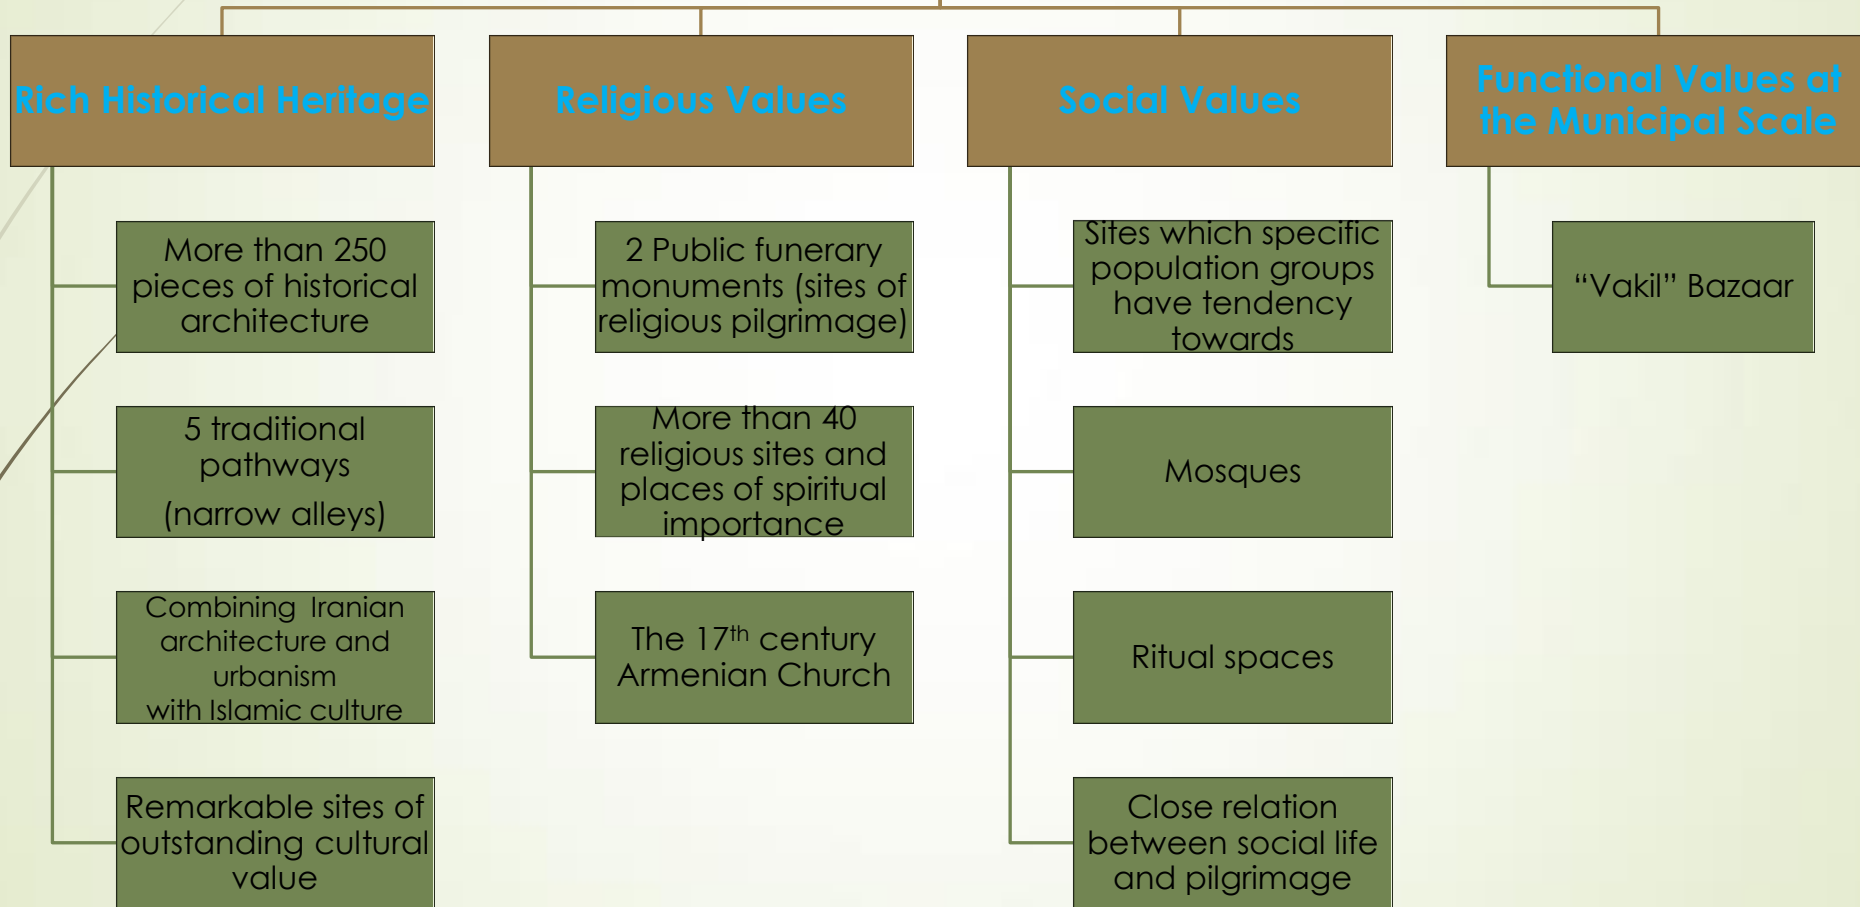 Rich Historical Heritage
More than 250
pieces of historical
architecture
5 traditional
pathways
(narrow alleys)
Combining Iranian
architecture and
urbanism
with Islamic culture
Remarkable sites of
outstanding cultural
value
Religious Values
2 Public funerary
monuments (sites of
religious pilgrimage)
More than 40
religious sites and
places of spiritual
importance
The 17th century
Armenian Church
Social Values
Sites which specific
population groups
have tendency
towards
Mosques
Ritual spaces
Close relation
between social life
and pilgrimage
Functional Values at
the Municipal Scale
“Vakil” Bazaar